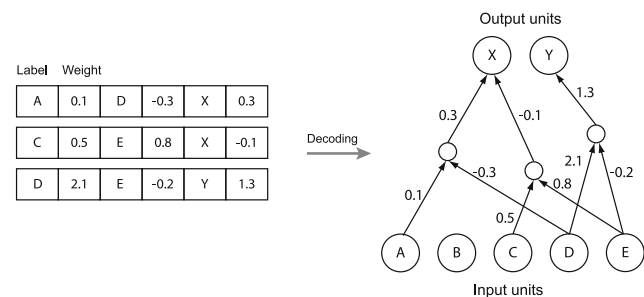 Output units
Label Weight
X Y
A 0.1 D -0.3 X 0.3
C 0.5 E 0.8 X -0.1
D 2.1 E -0.2 Y 1.3
Decoding
1.3
0.3 -0.1
-0.3 2.1 -0.2
0.1 0.5 0.8
A B C D E
Input units